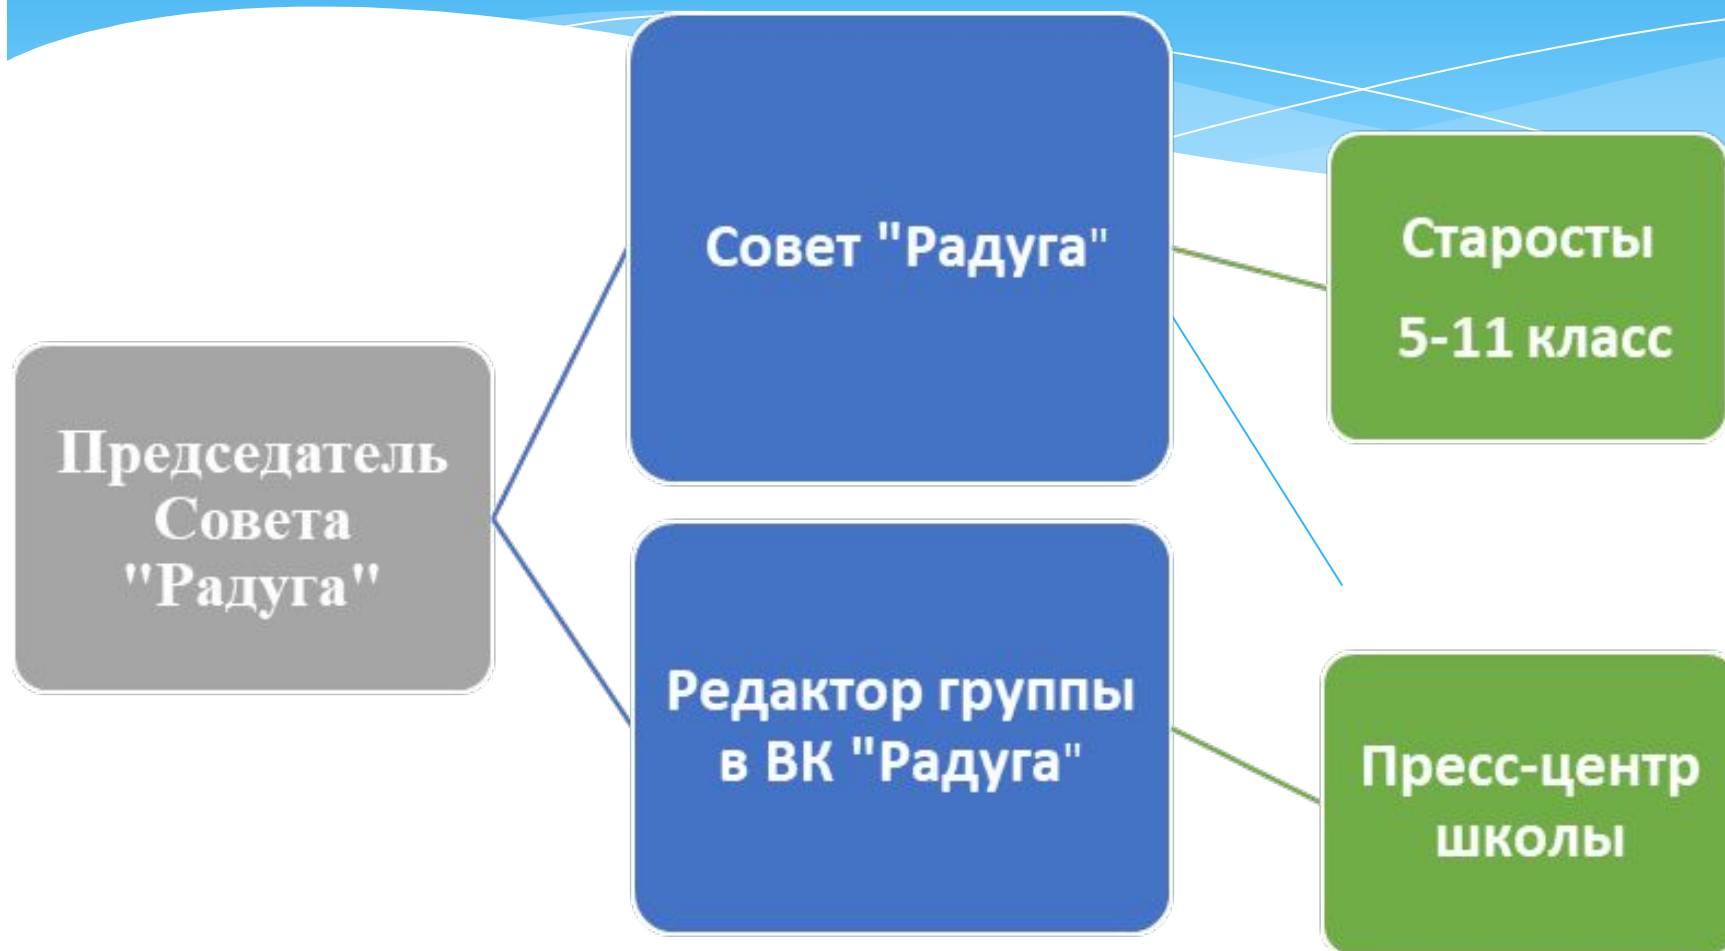 Председатель
Совета
"Радуга"
Совет "Радуга"
Редактор группы
в ВК "Радуга"
Старосты
5-11 класс
Пресс-центр
школы